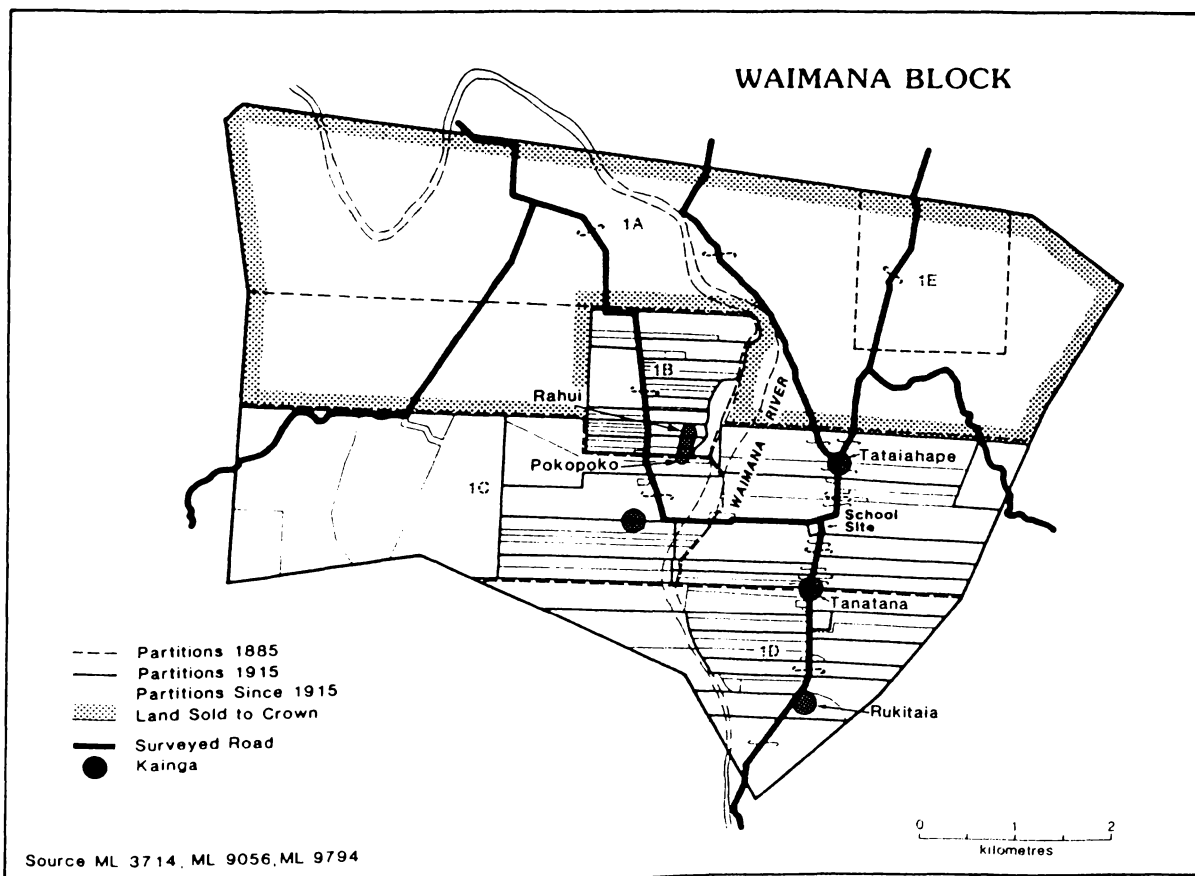 WAIMANA BLOCK
1A
1E
1B
Rahui
WAIMANA RIVER
Pokopoko
Tataiahape
1C
School
Site
Tanatana
1D
Rukitaia
Partitions 1885
Partitions 1915
Partitions Since 1915
Land Sold to Crown
Surveyed Road
Kainga
0 1 2
kilometres
Source ML 3714, ML 9056, ML 9794